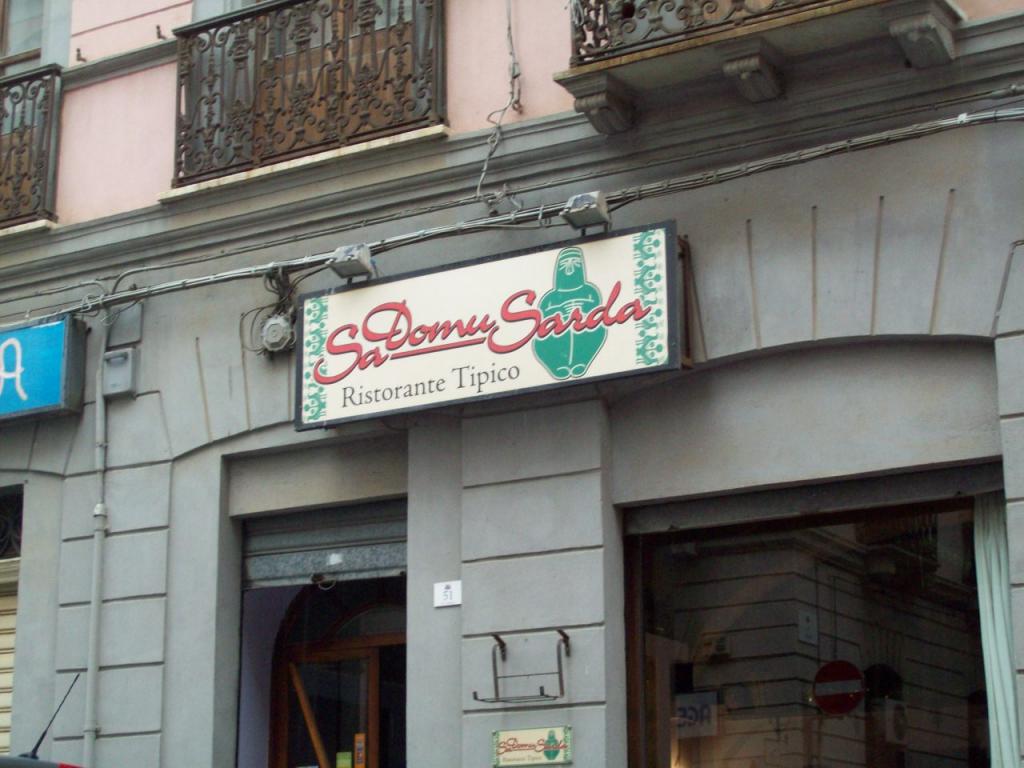 A
Sa Domu Sarda
Ristorante Tipico
51
Sa Domu Sarda
Ristorante Tipico